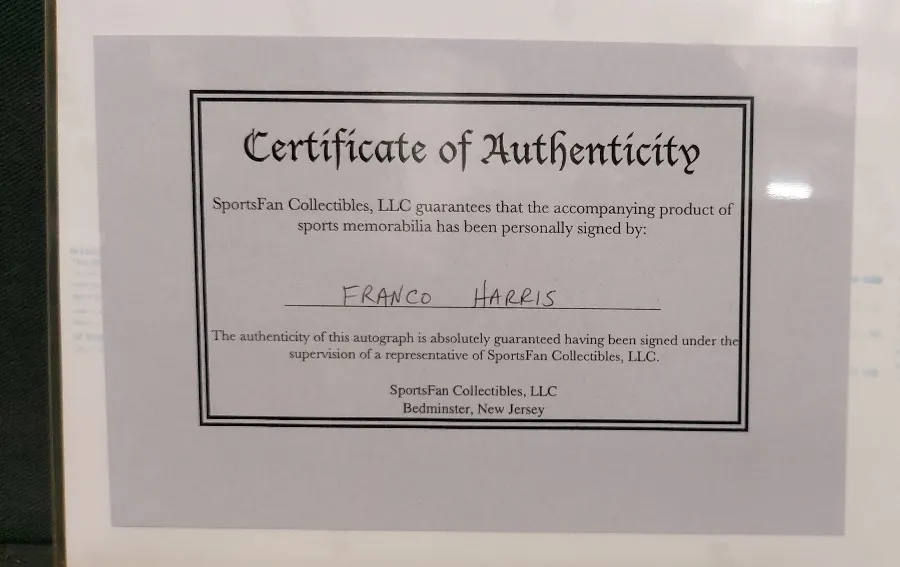 Certificate of Authenticity
SportsFan Collectibles, LLC guarantees that the accompanying product of
sports memorabilia has been personally signed by:
FRANCO HARRIS
The authenticity of this autograph is absolutely guaranteed having been signed under the
supervision of a representative of SportsFan Collectibles, LLC.
SportsFan Collectibles, LLC
Bedminster, New Jersey